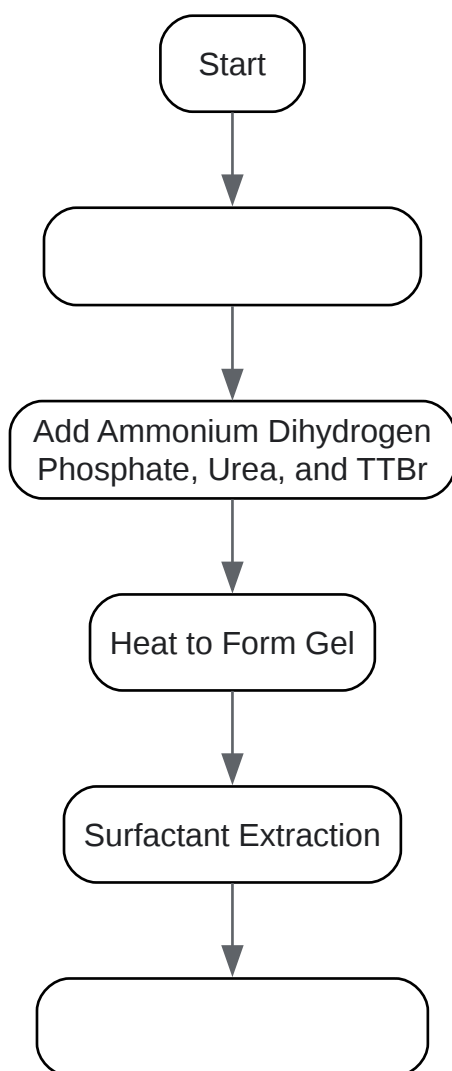 Start
Add Ammonium Dihydrogen
Phosphate, Urea, and TTBr
Heat to Form Gel
Surfactant Extraction